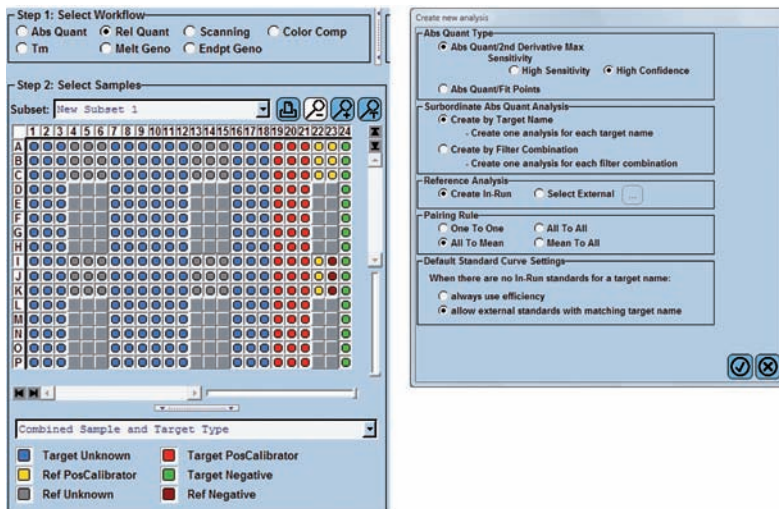 Step 1: Select Workflow
Abs Quant Rel Quant Scanning Color Comp
Tm Melt Geno Endpt Geno
Step 2: Select Samples
Subset: New Subset 1
1 2 3 4 5 6 7 8 9 10 11 12 13 14 15 16 17 18 19 20 21 22 23 24
A
B
C
D
E
F
G
H
I
J
K
L
M
N
O
P
Combined Sample and Target Type
Target Unknown Target PosCalibrator
Ref PosCalibrator Target Negative
Ref Unknown Ref Negative
Create new analysis
Abs Quant Type
Abs Quant/2nd Derivative Max
Sensitivity
High Sensitivity High Confidence
Abs Quant/Fit Points
Surbordinate Abs Quant Analysis
Create by Target Name
- Create one analysis for each target name
Create by Filter Combination
- Create one analysis for each filter combination
Reference Analysis
Create In-Run Select External ...
Pairing Rule
One To One All To All
All To Mean Mean To All
Default Standard Curve Settings
When there are no In-Run standards for a target name:
always use efficiency
allow external standards with matching target name